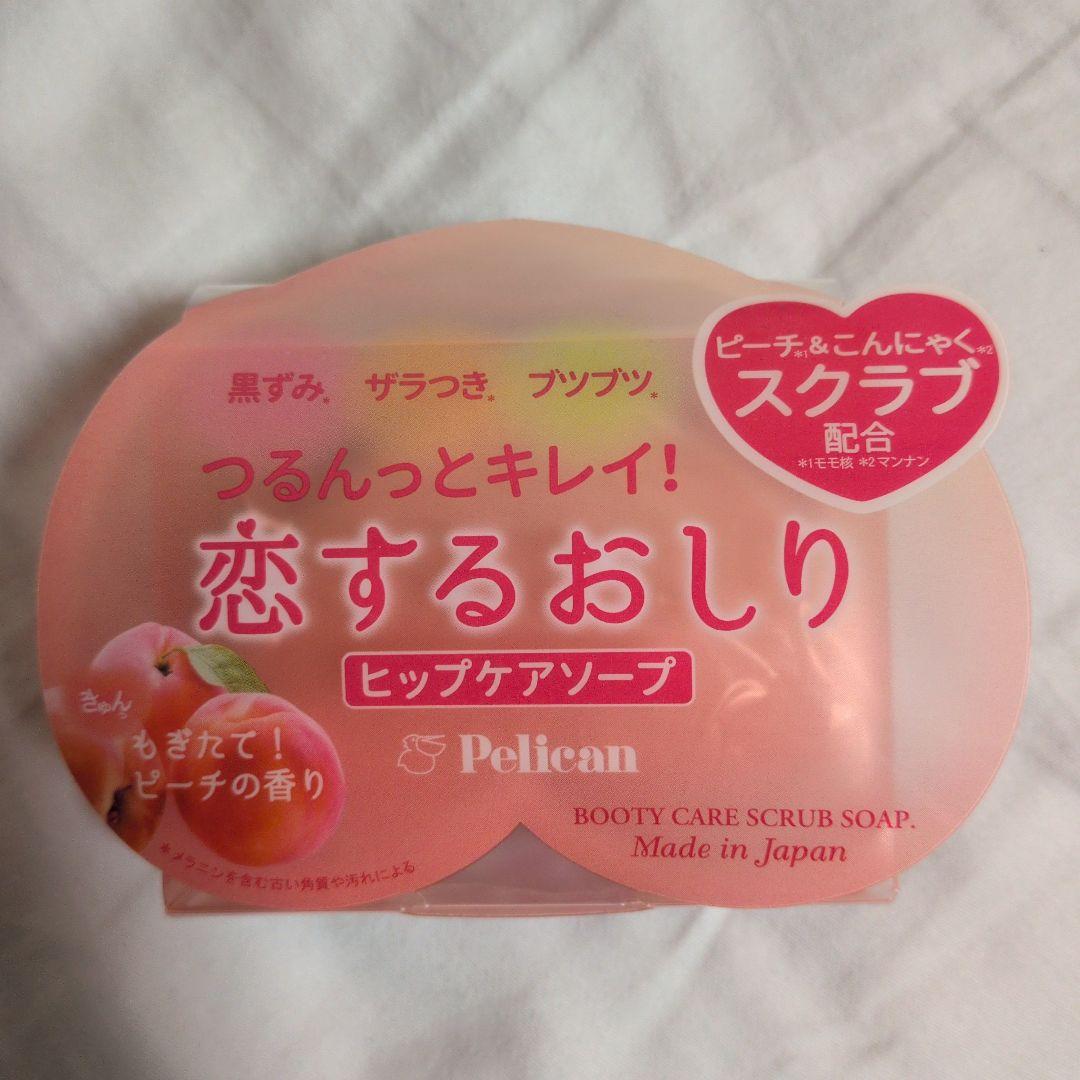 ピーチ*1&こんにゃく*2
スクラブ
配合
*1モモ核 *2マンナン
黒ずみ* ザラつき* ブツブツ*
つるんっとキレイ!
恋するおしり
ヒップケアソープ
きゅんっ
もぎたて!
ピーチの香り
Pelican
BOOTY CARE SCRUB SOAP.
Made in Japan
*メラニンを含む古い角質や汚れによる